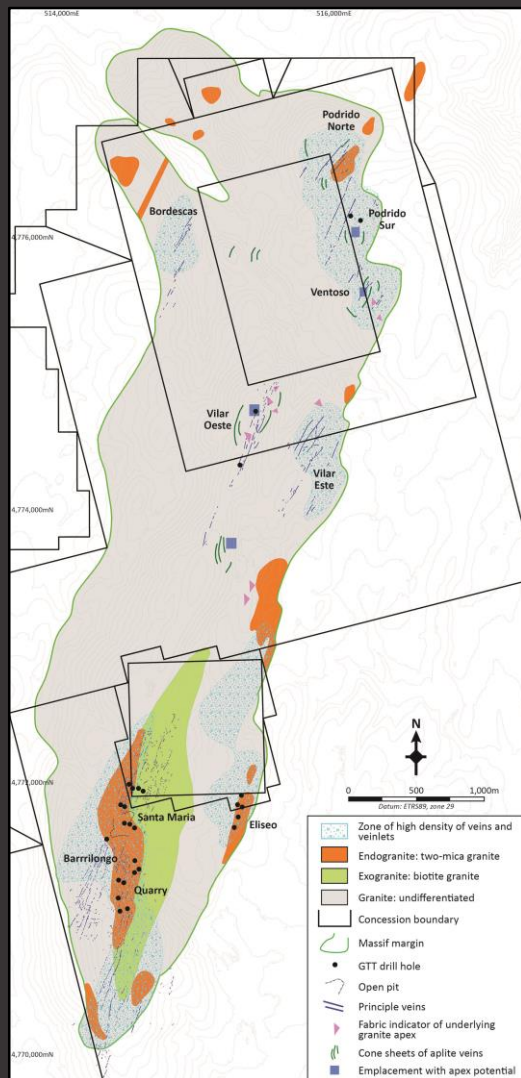 514,000mE
516,000mE
Podrido
Norte
Bordescas
Podrido
Sur
4,776,000mN
Ventoso
Vilar
Oeste
Vilar
Este
4,774,000mN
N
4,772,000mN
0 500 1,000m
Datum: ETRS89, zone 29
Santa Maria
Eliseo
Barrrilongo
Quarry
4,770,000mN
Zone of high density of veins and
veinlets
Endogranite: two-mica granite
Exogranite: biotite granite
Granite: undifferentiated
Concession boundary
Massif margin
GTT drill hole
Open pit
Principle veins
Fabric indicator of underlying
granite apex
Cone sheets of aplite veins
Emplacement with apex potential